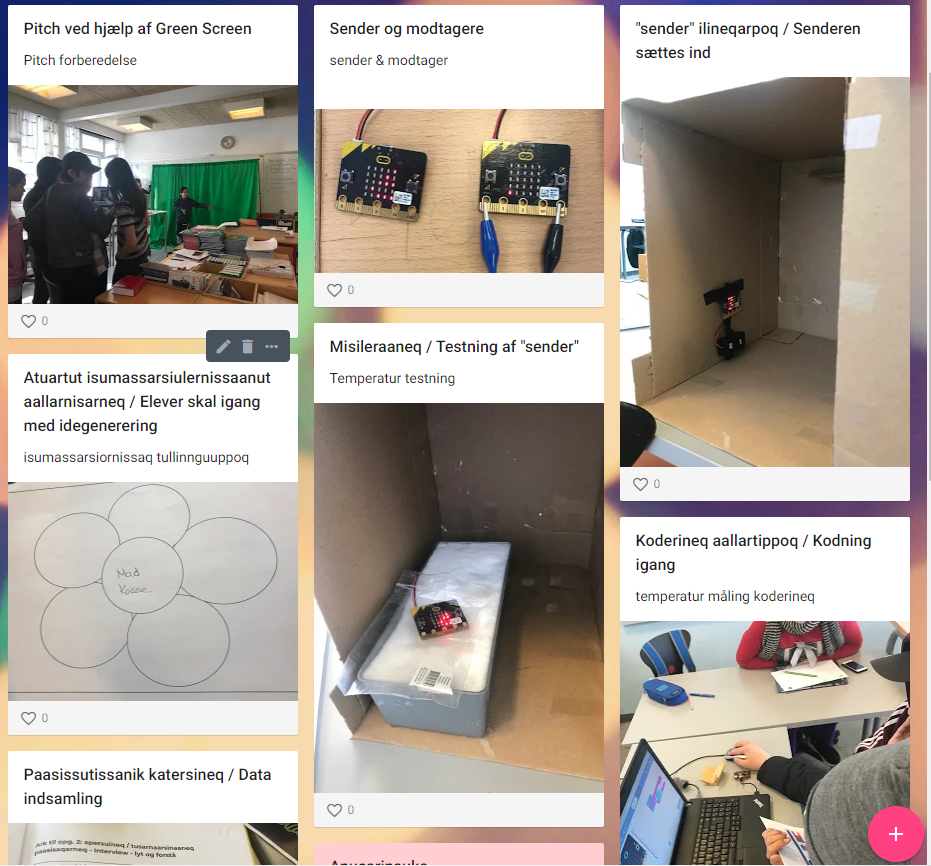 Pitch ved hjælp af Green Screen
Pitch forberedelse
0
Atuartut isumassarsiulernissaanut
aallarnisarneq / Elever skal igang
med idegenerering
isumassarsiornissaq tullinnguuppoq
Mad
Kasse
0
Paasissutissanik katersineq / Data
indsamling
Ark til opg. 2: apersuineq / tusarnaarsinaaneq
paasisaqarneq - Interview - lyt og forstå
Sender og modtagere
sender & modtager
0
Misileraaneq / Testning af "sender"
Temperatur testning
0
"sender" ilineqarpoq / Senderen
sættes ind
0
Koderineq aallartippoq / Kodning
igang
temperatur måling koderineq